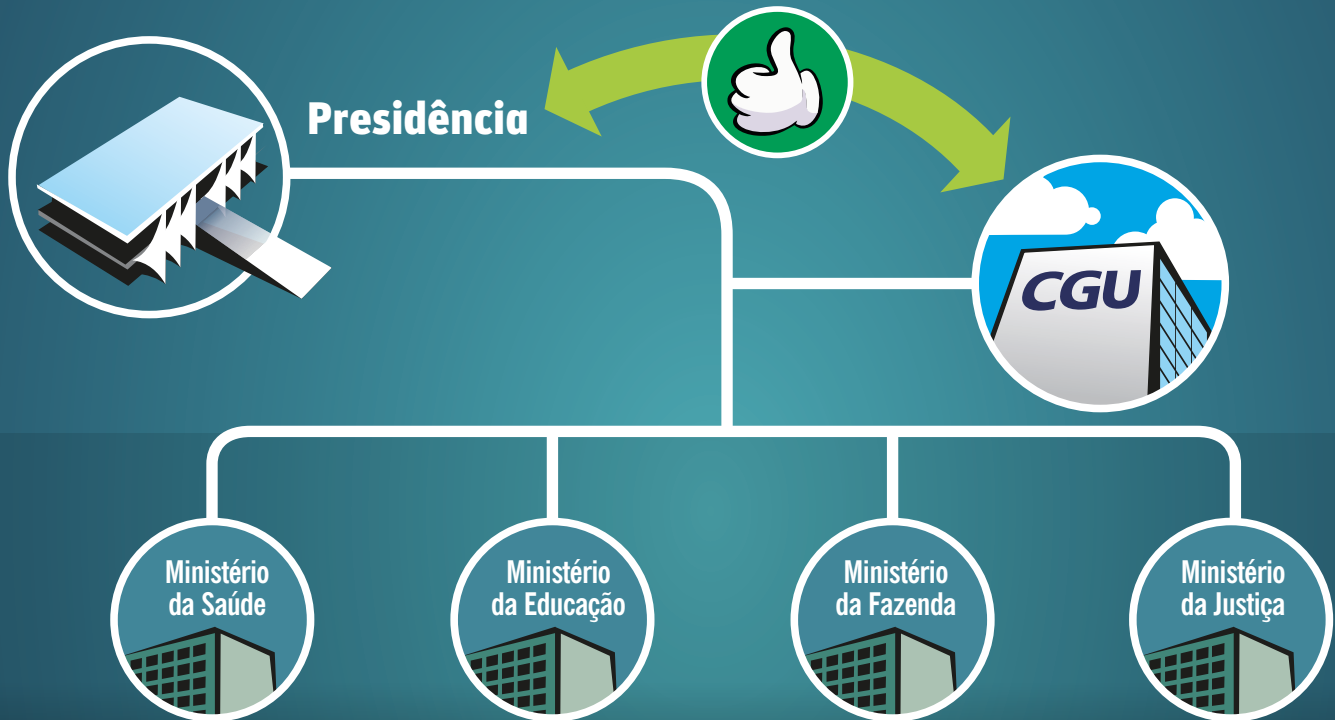 Presidência
CGU
Ministério
da Saúde
Ministério
da Educação
Ministério
da Fazenda
Ministério
da Justiça